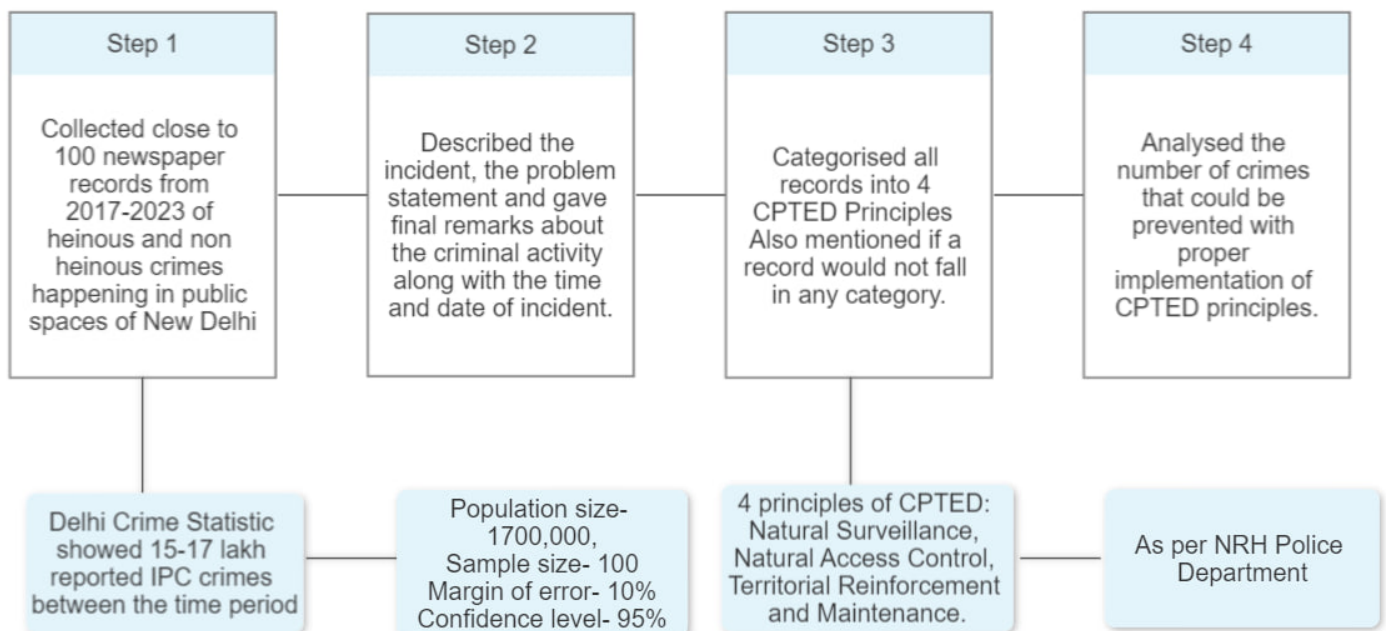 Step 1
Collected close to
100 newspaper
records from
2017-2023 of
heinous and non
heinous crimes
happening in public
spaces of New Delhi
Step 2
Described the
incident, the problem
statement and gave
final remarks about
the criminal activity
along with the time
and date of incident.
Step 3
Categorised all
records into 4
CPTED Principles
Also mentioned if a
record would not fall
in any category.
Step 4
Analysed the
number of crimes
that could be
prevented with
proper
implementation of
CPTED principles.
Delhi Crime Statistic
showed 15-17 lakh
reported IPC crimes
between the time period
Population size-
1700,000,
Sample size- 100
Margin of error- 10%
Confidence level- 95%
4 principles of CPTED:
Natural Surveillance,
Natural Access Control,
Territorial Reinforcement
and Maintenance.
As per NRH Police
Department